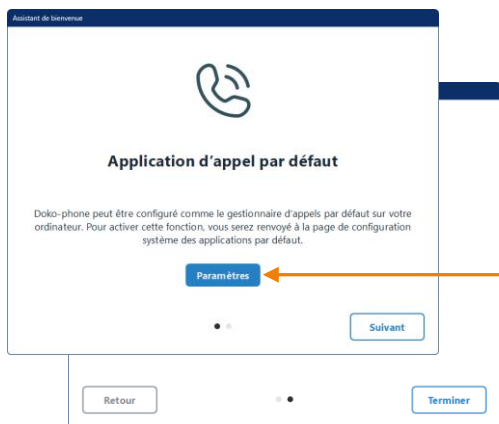 Assistant de bienvenue
Application d’appel par défaut
Doko-phone peut être configuré comme le gestionnaire d'appels par défaut sur votre
ordinateur. Pour activer cette fonction, vous serez renvoyé à la page de configuration
système des applications par défaut.
Paramètres
Suivant
Retour
Terminer